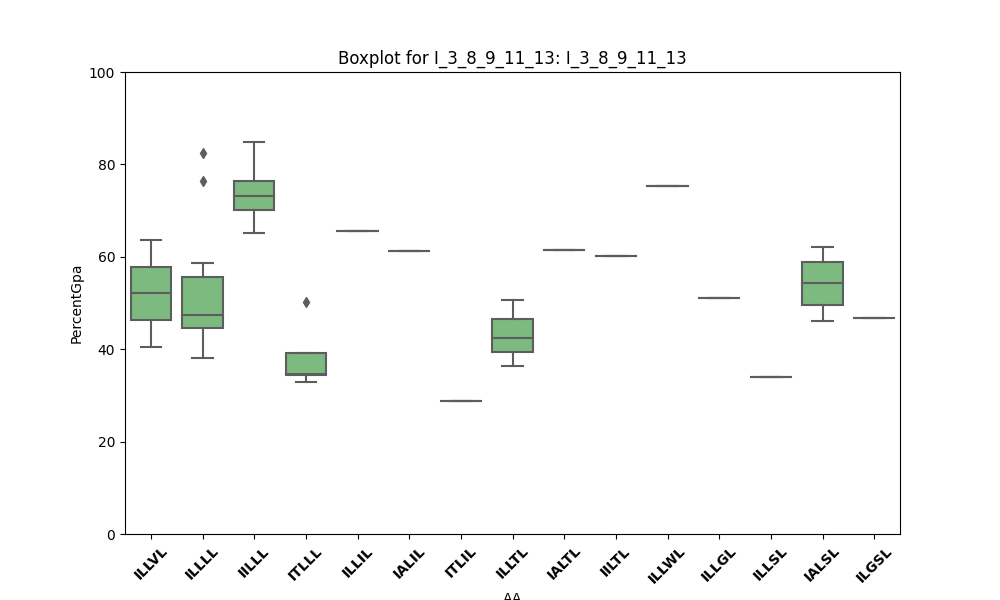 Boxplot for I_3_8_9_11_13: I_3_8_9_11_13
PercentGpa
100
80
60
40
20
0
ILLVL
ILLLL
IILLL
ITLLL
ILLIL
IALIL
ITLIL
ILLTL
IALTL
IILTL
ILLWL
ILLGL
ILLSL
IALSL
ILGSL
AA